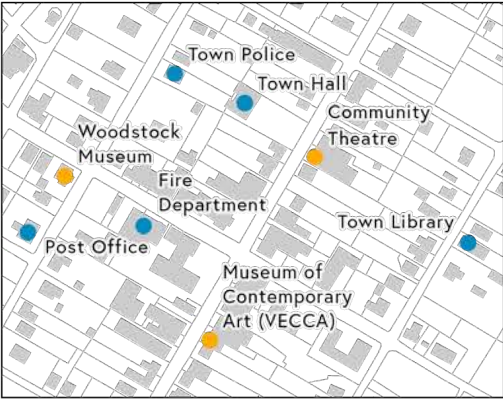 Town Police
Town Hall
Community
Theatre
Woodstock
Museum
Fire
Department
Town Library
Post Office
Museum of
Contemporary
Art (VECCA)